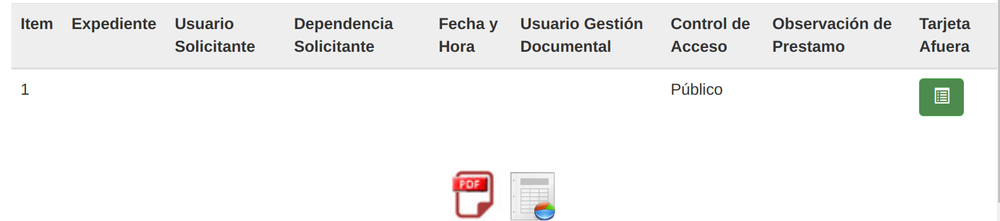 Item Expediente Usuario Solicitante Dependencia Solicitante Fecha y Hora Usuario Gestión Documental Control de Acceso Observación de Prestamo Tarjeta Afuera
1 Público
PDF